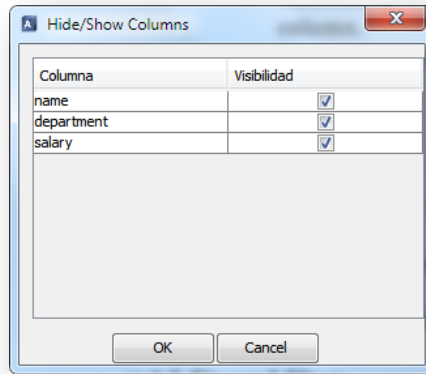 Hide/Show Columns
Columna Visibilidad
name
department
salary
OK Cancel